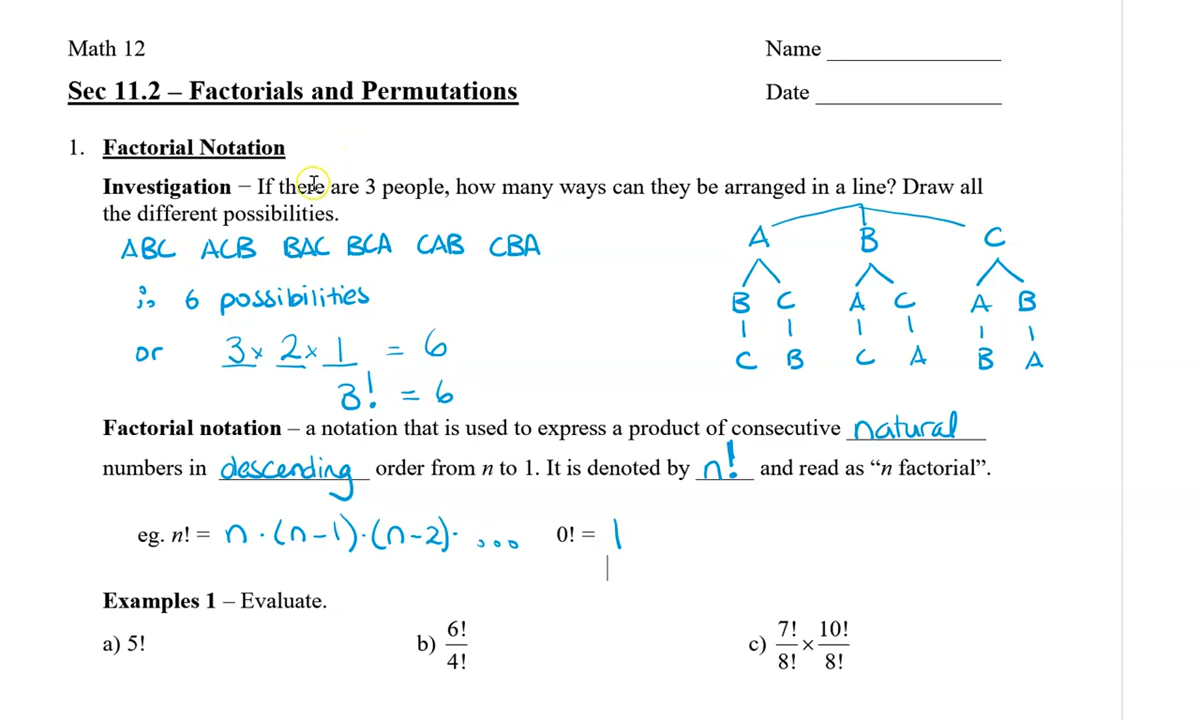 Math 12 Name
Sec 11.2 – Factorials and Permutations Date
1. Factorial Notation
Investigation – If there are 3 people, how many ways can they be arranged in a line? Draw all
the different possibilities.
ABC ACB BAC BCA CAB CBA
A B C
∴ 6 possibilities
B C A C A B
or 3 × 2 × 1 = 6
C B C A B A
3! = 6
Factorial notation – a notation that is used to express a product of consecutive natural
numbers in descending order from n to 1. It is denoted by n! and read as “n factorial”.
eg. n! = n · (n-1) · (n-2) · ... 0! = 1
Examples 1 – Evaluate.
a) 5! b) 6!/4! c) 7!/8! × 10!/8!